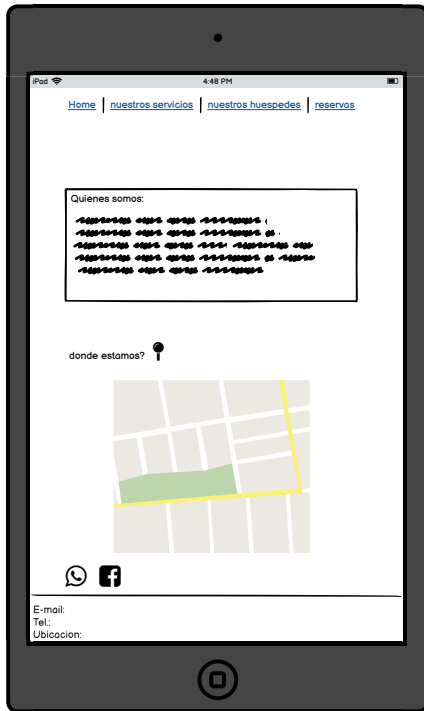 iPad 4:48 PM
Home | nuestros servicios | nuestros huespedes | reservas
Quienes somos:
donde estamos?
E-mail:
Tel.:
Ubicacion: